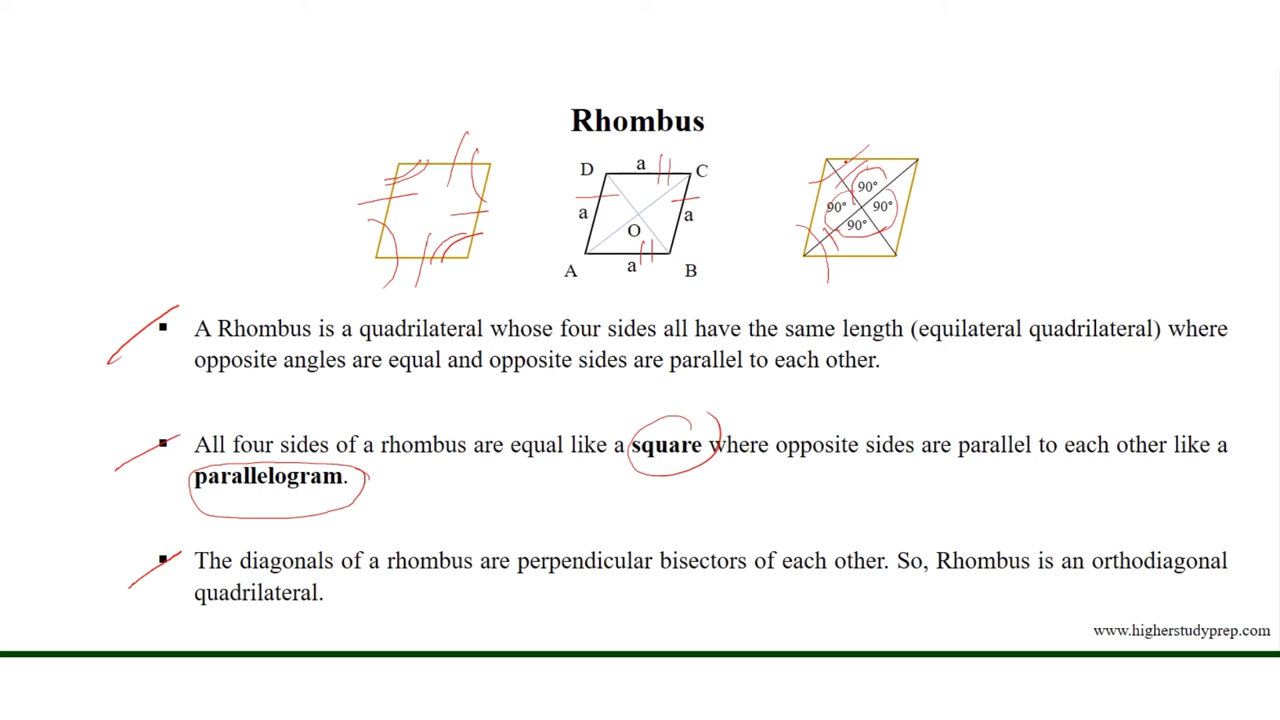 Rhombus
D a C
a a
O
A a B
90°
90° 90°
90°
▪ A Rhombus is a quadrilateral whose four sides all have the same length (equilateral quadrilateral) where
opposite angles are equal and opposite sides are parallel to each other.
▪ All four sides of a rhombus are equal like a square where opposite sides are parallel to each other like a
parallelogram.
▪ The diagonals of a rhombus are perpendicular bisectors of each other. So, Rhombus is an orthodiagonal
quadrilateral.
www.higherstudyprep.com